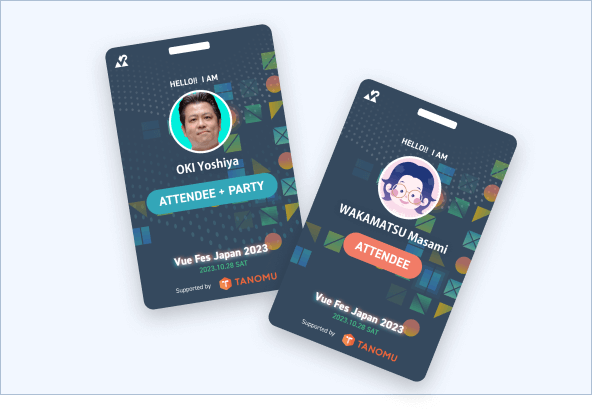 HELLO!! I AM
OKI Yoshiya
ATTENDEE + PARTY
Vue Fes Japan 2023
2023.10.28 SAT
Supported by TANOMU
HELLO!! I AM
WAKAMATSU Masami
ATTENDEE
Vue Fes Japan 2023
2023.10.28 SAT
Supported by TANOMU